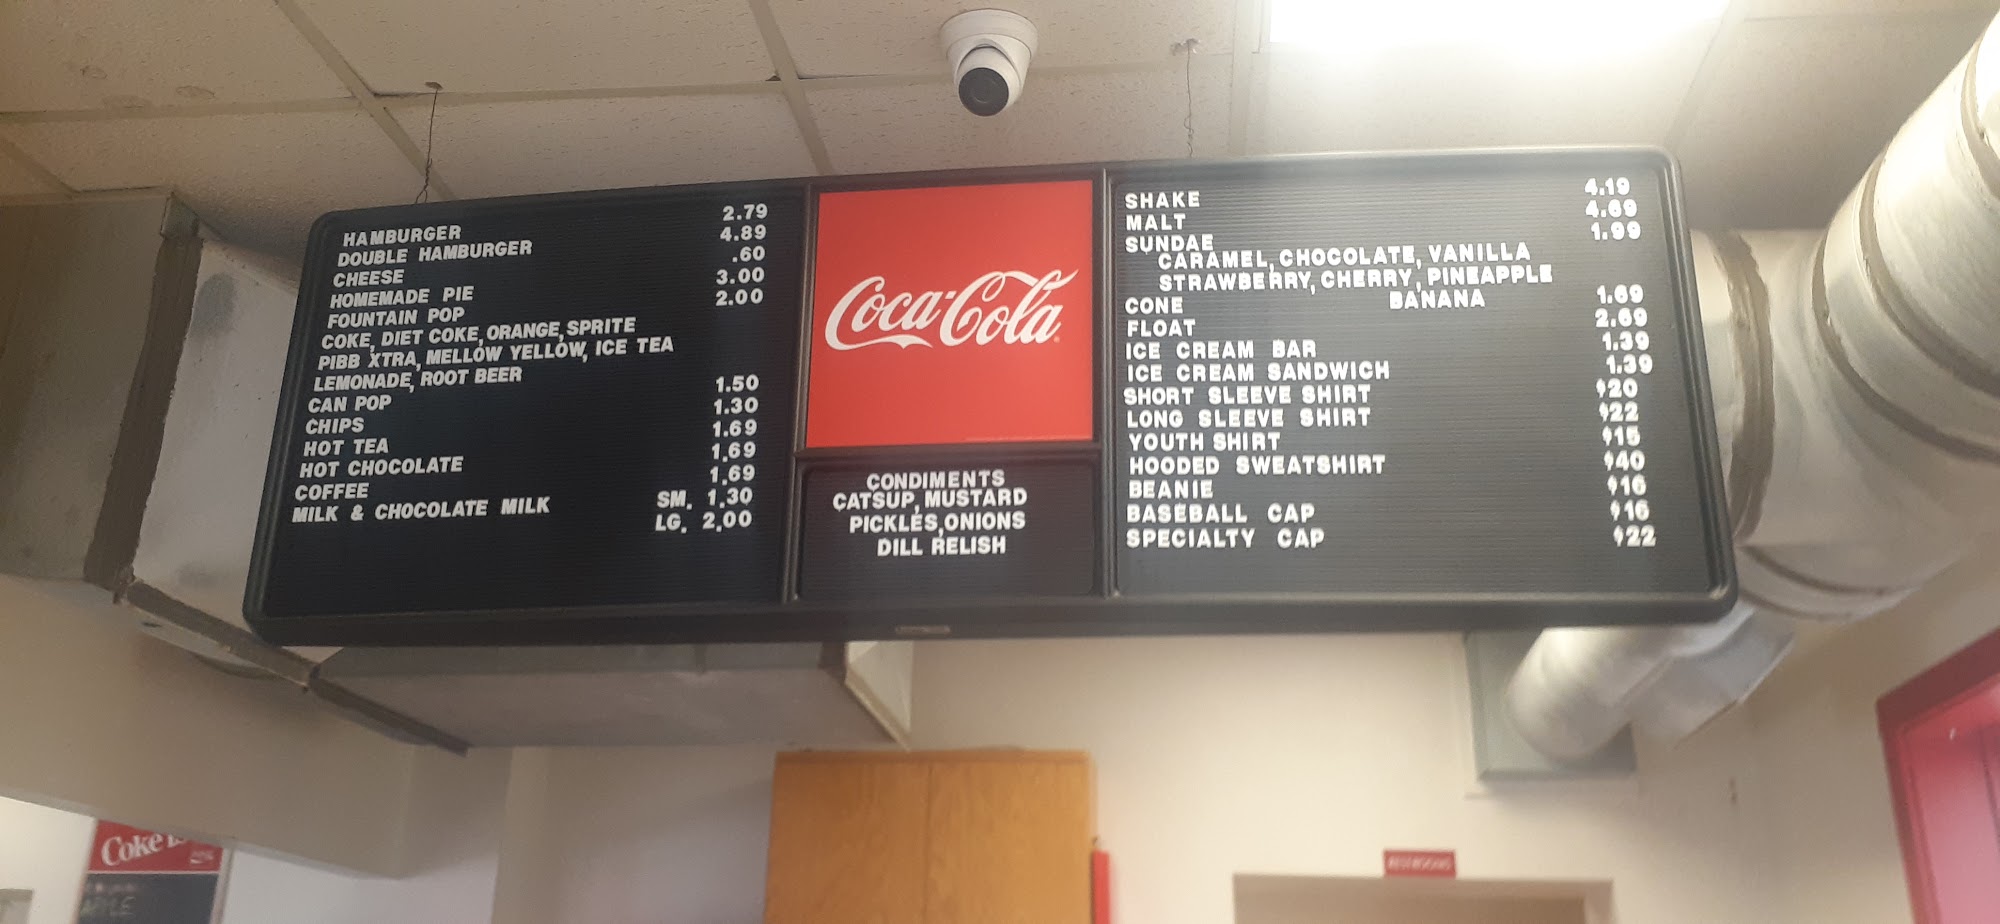 HAMBURGER 2.79
DOUBLE HAMBURGER 4.89
CHEESE .60
HOMEMADE PIE 3.00
FOUNTAIN POP 2.00
COKE, DIET COKE, ORANGE, SPRITE
PIBB XTRA, MELLOW YELLOW, ICE TEA
LEMONADE, ROOT BEER
CAN POP 1.50
CHIPS 1.30
HOT TEA 1.69
HOT CHOCOLATE 1.69
COFFEE 1.69
MILK & CHOCOLATE MILK SM. 1.30
LG. 2.00
Coca-Cola
CONDIMENTS
CATSUP, MUSTARD
PICKLES, ONIONS
DILL RELISH
SHAKE 4.19
MALT 4.69
SUNDAE 1.99
CARAMEL, CHOCOLATE, VANILLA
STRAWBERRY, CHERRY, PINEAPPLE
BANANA
CONE 1.69
FLOAT 2.69
ICE CREAM BAR 1.39
ICE CREAM SANDWICH 1.39
SHORT SLEEVE SHIRT $20
LONG SLEEVE SHIRT $22
YOUTH SHIRT $15
HOODED SWEATSHIRT $40
BEANIE $16
BASEBALL CAP $16
SPECIALTY CAP $22
Coke
RESTROOMS